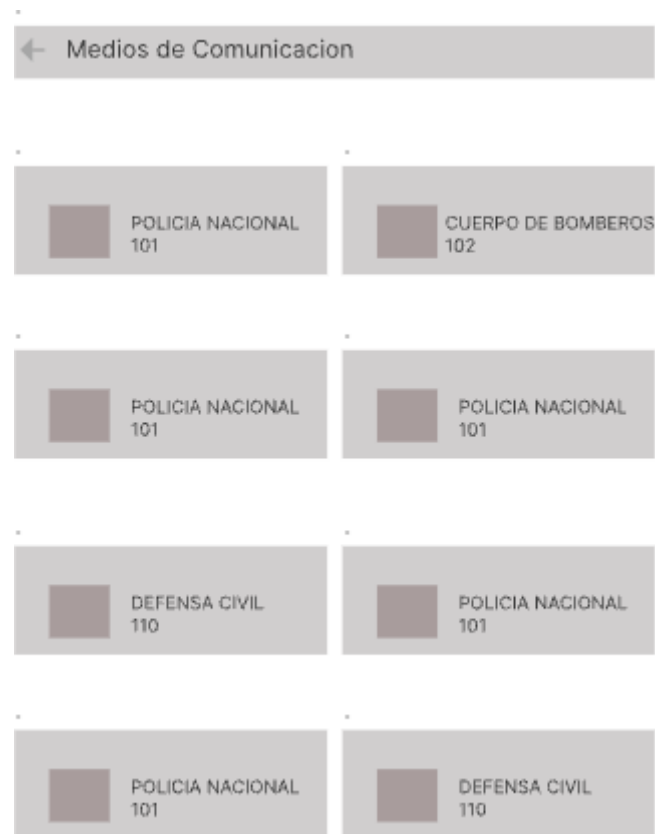 Medios de Comunicacion
POLICIA NACIONAL
101
CUERPO DE BOMBEROS
102
POLICIA NACIONAL
101
POLICIA NACIONAL
101
DEFENSA CIVIL
110
POLICIA NACIONAL
101
POLICIA NACIONAL
101
DEFENSA CIVIL
110